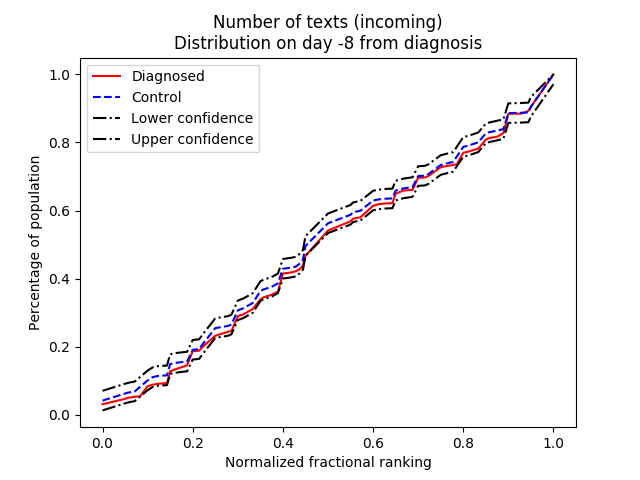 Number of texts (incoming)
Distribution on day -8 from diagnosis
Diagnosed
Control
Lower confidence
Upper confidence
Percentage of population
1.0
0.8
0.6
0.4
0.2
0.0
0.0 0.2 0.4 0.6 0.8 1.0
Normalized fractional ranking